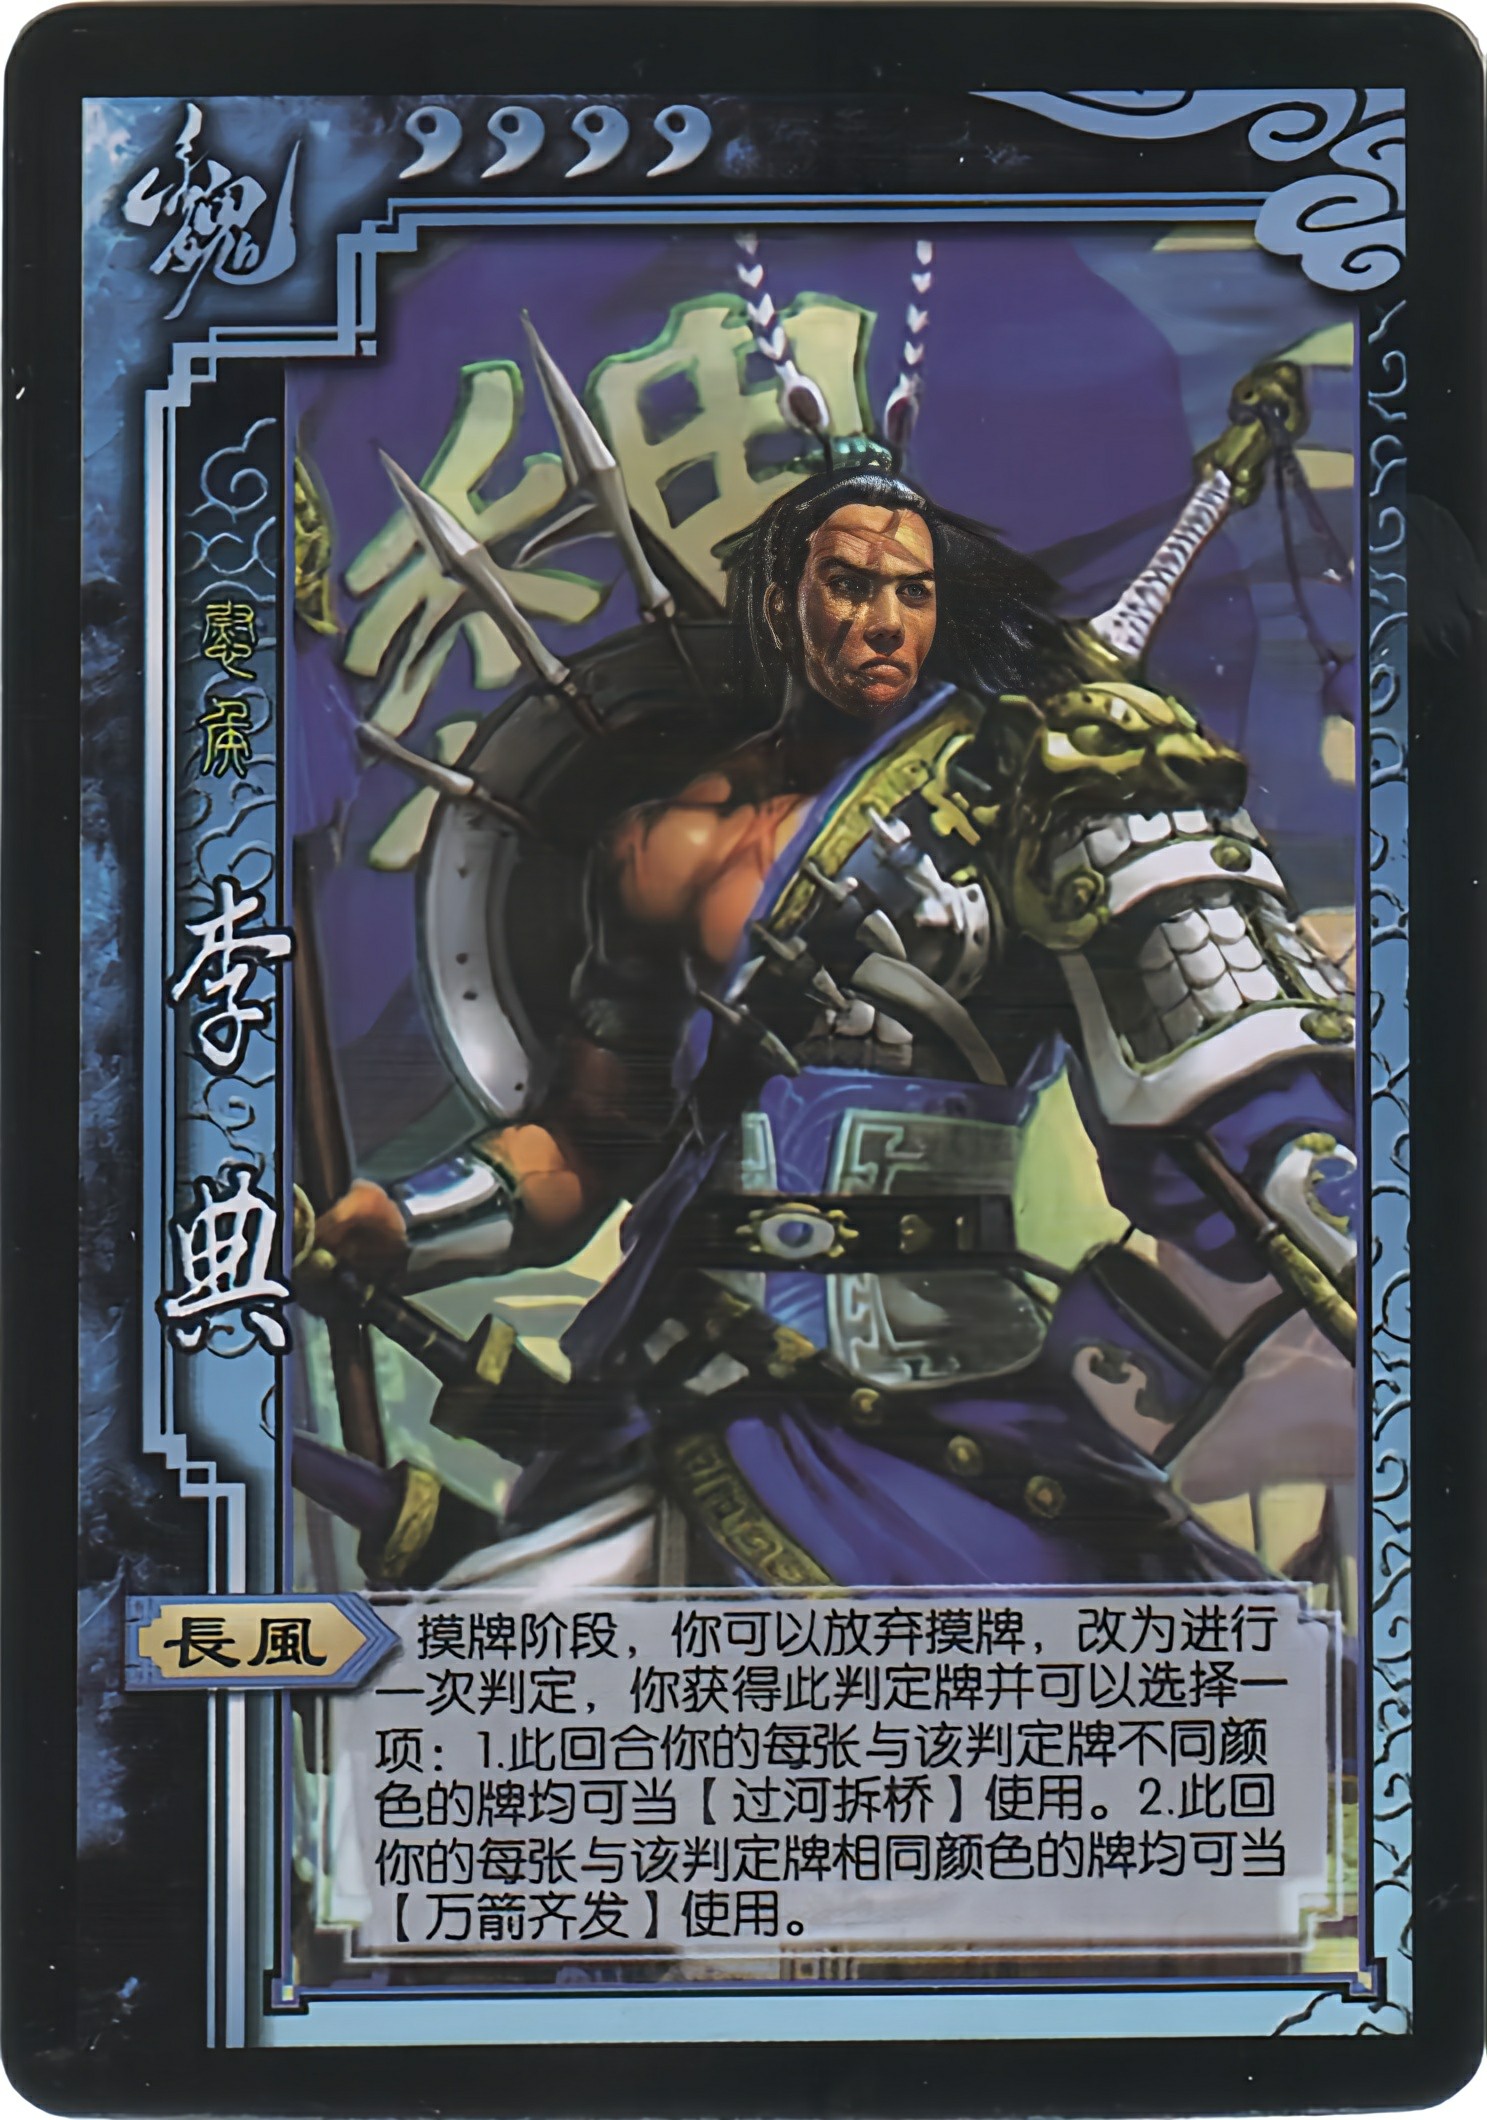 魏
愍侯
李典
長風
摸牌阶段，你可以放弃摸牌，改为进行
一次判定，你获得此判定牌并可以选择一
项：1.此回合你的每张与该判定牌不同颜
色的牌均可当【过河拆桥】使用。2.此回
你的每张与该判定牌相同颜色的牌均可当
【万箭齐发】使用。